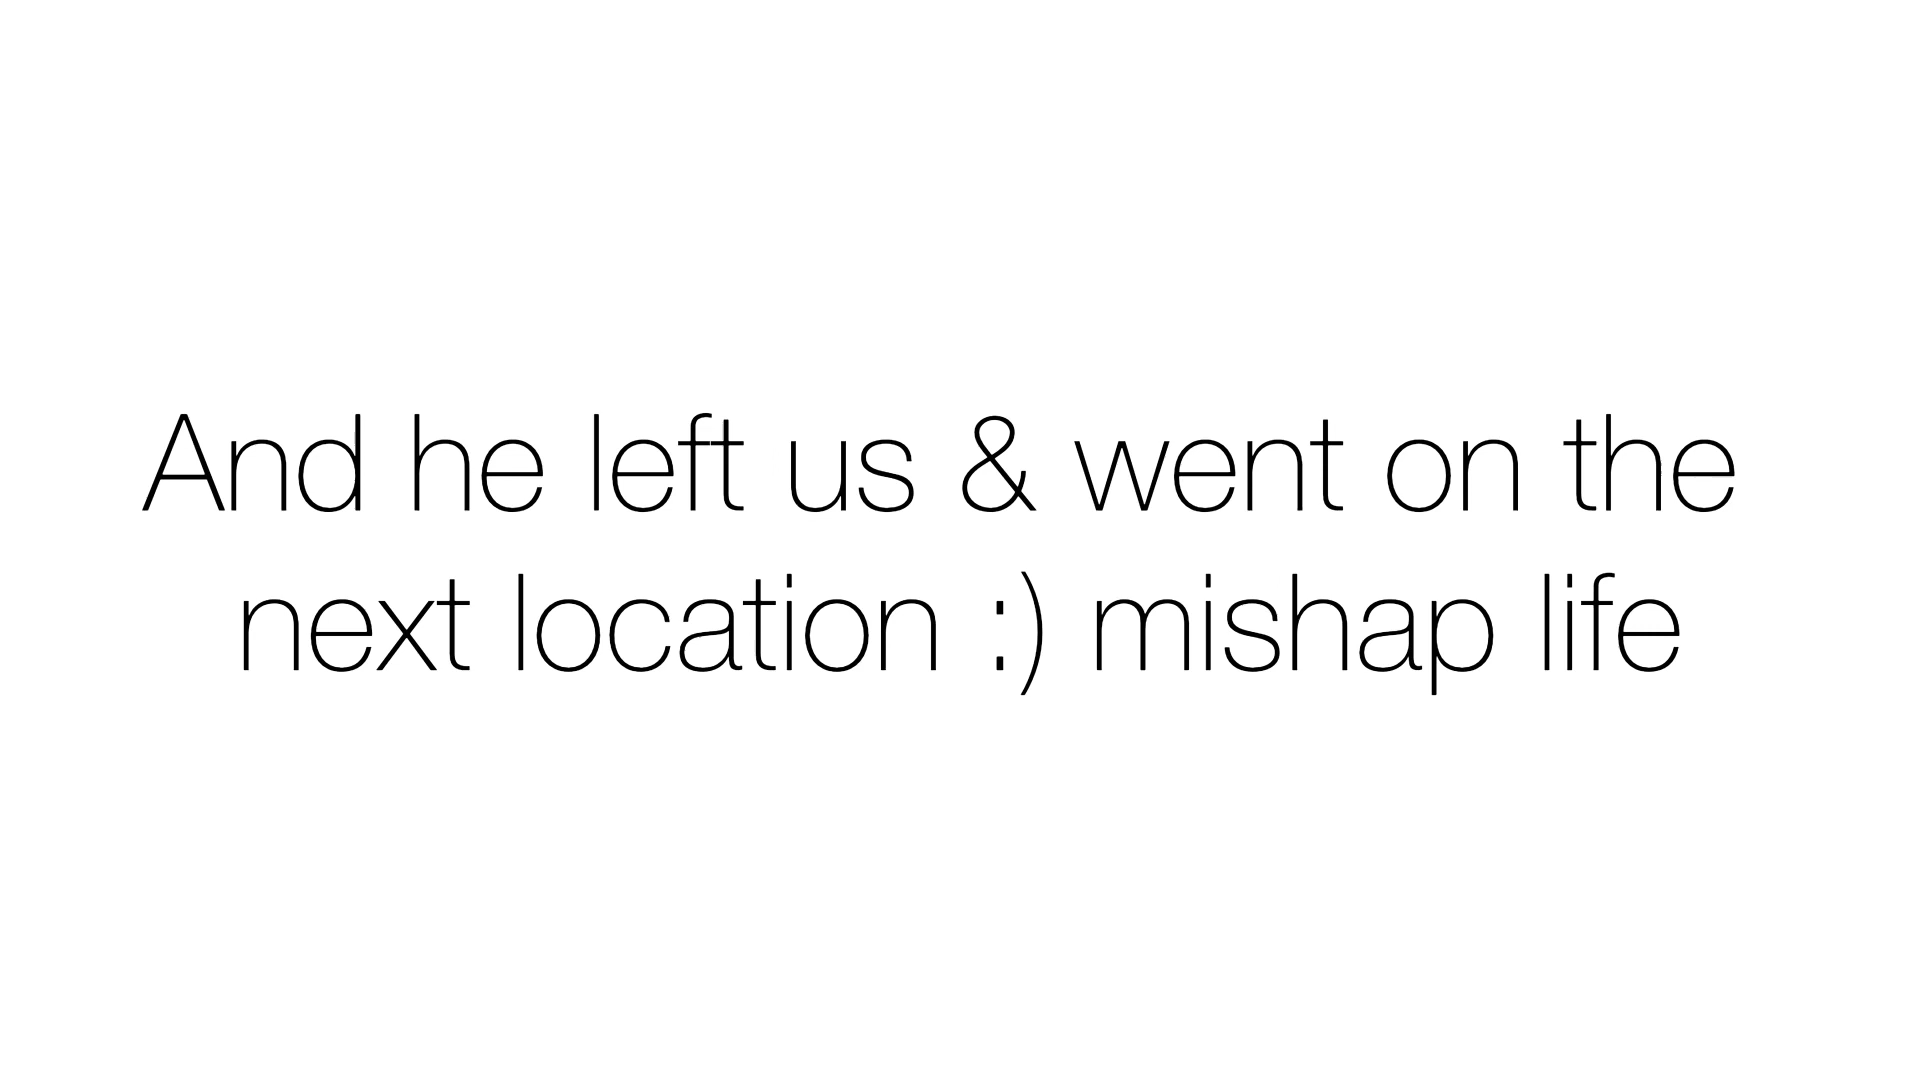 And he left us & went on the
next location :) mishap life